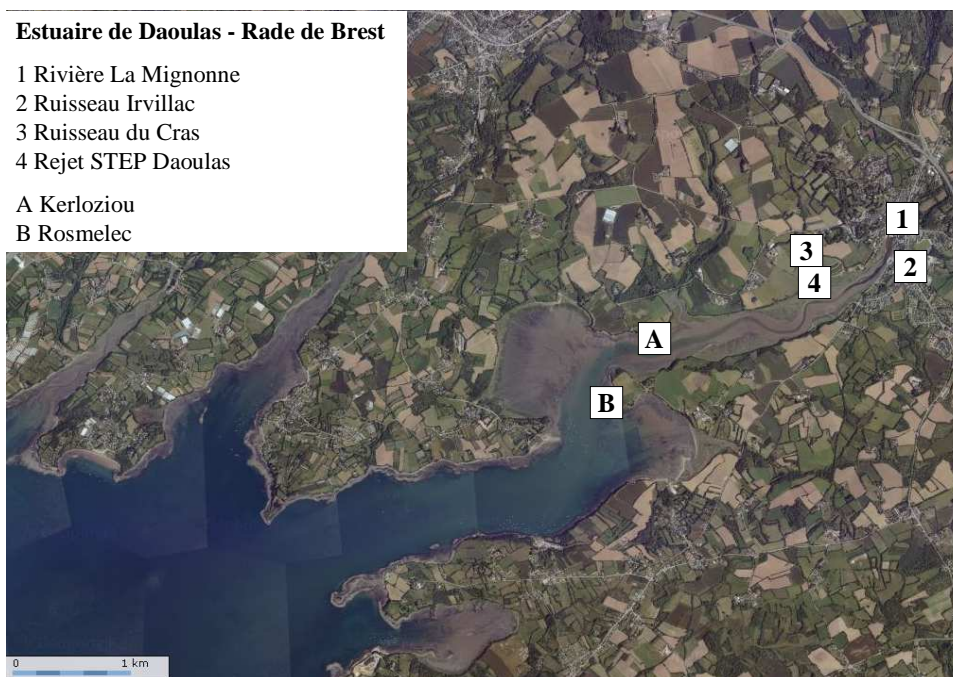 Estuaire de Daoulas - Rade de Brest
1 Rivière La Mignonne
2 Ruisseau Irvillac
3 Ruisseau du Cras
4 Rejet STEP Daoulas
A Kerloziou
B Rosmelec
1
3
2
4
A
B
0 1 km